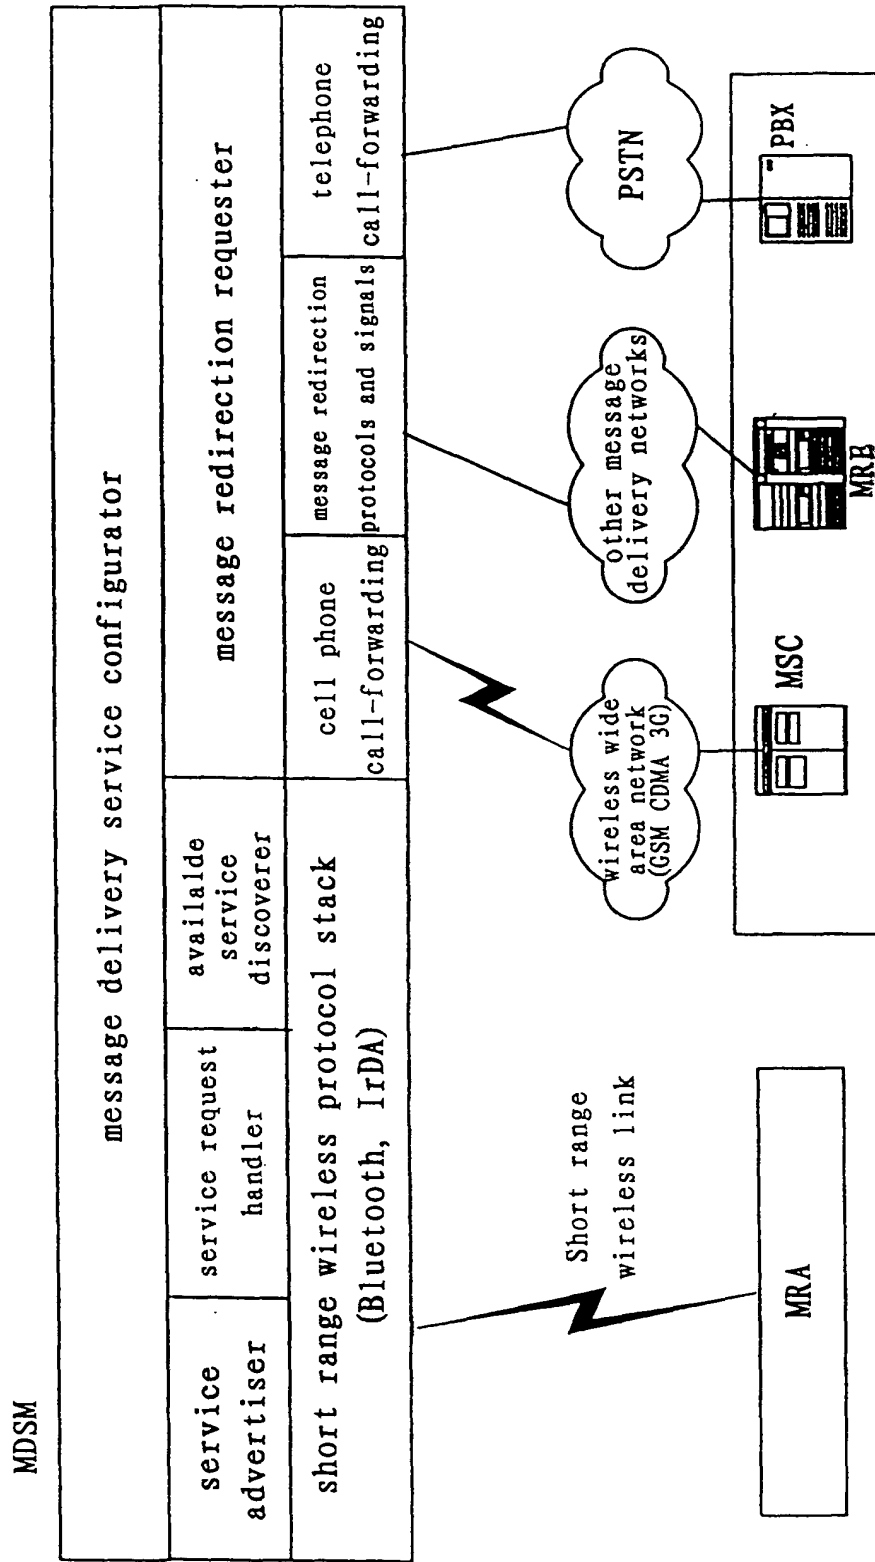 MDSM
message delivery service configurator
service
advertiser
service request
handler
availalde
service
discoverer
message redirection requester
short range wireless protocol stack
(Bluetooth, IrDA)
cell phone
call-forwarding
message redirection
protocols and signals
telephone
call-forwarding
Short range
wireless link
wireless wide
area network
(GSM CDMA 3G)
other message
delivery networks
PSTN
MRA
MSC
MRB
PBX